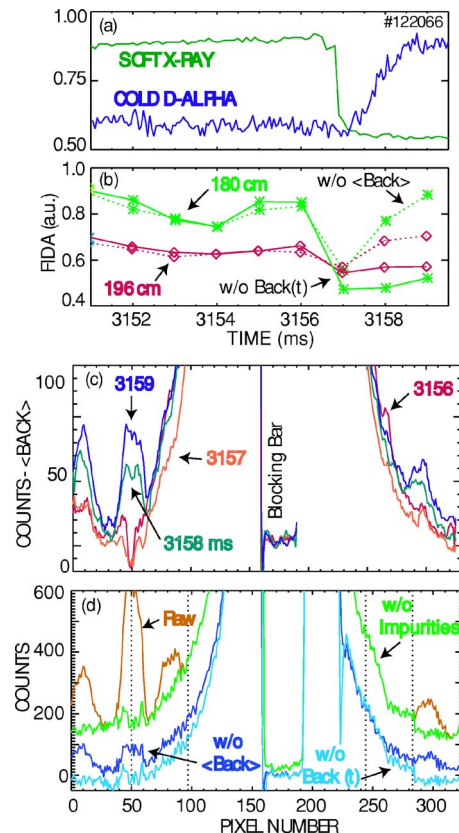 (a) #122066
1.00
SOFT X-RAY
0.75
COLD D-ALPHA
0.50
(b) w/o <Back>
1.0
180 cm
0.8
FIDA (a.u.)
0.6
196 cm
w/o Back(t)
0.4
3152 3154 3156 3158
TIME (ms)
(c)
100
3159
3156
3157
COUNTS - <BACK>
50
Blocking Bar
3158 ms
0
(d)
600
w/o
Impurities
Raw
400
COUNTS
200
w/o
<Back>
w/o
Back (t)
0
0 50 100 150 200 250 300
PIXEL NUMBER